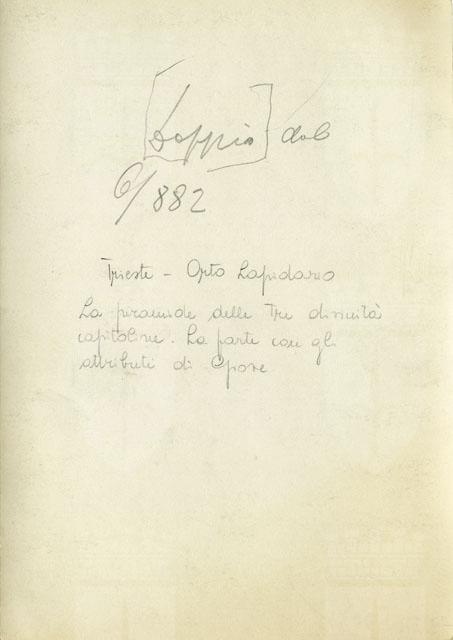 [Doppia] dal
6/882
Trieste - Orto Lapidario
La piramide delle Tre divinità
capitoline. La parte con gli
attributi di Giove